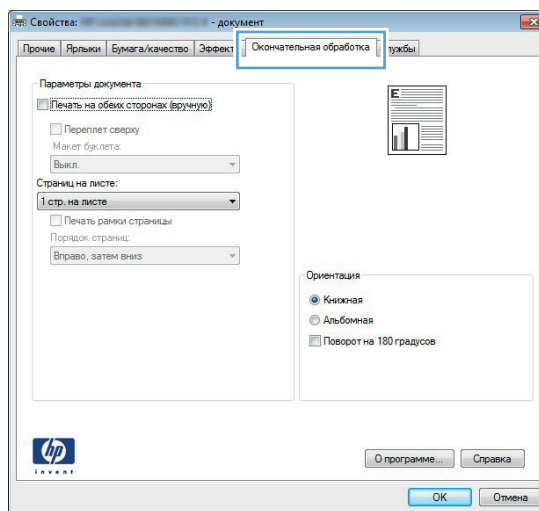 Свойства: - документ
Прочие Ярлыки Бумага/качество Эффект Окончательная обработка лужбы
Параметры документа
Печать на обеих сторонах (вручную)
Переплет сверху
Макет буклета:
Выкл.
Страниц на листе:
1 стр. на листе
Печать рамки страницы
Порядок страниц:
Вправо, затем вниз
E
Ориентация
Книжная
Альбомная
Поворот на 180 градусов
hp
invent
О программе... Справка
OK Отмена